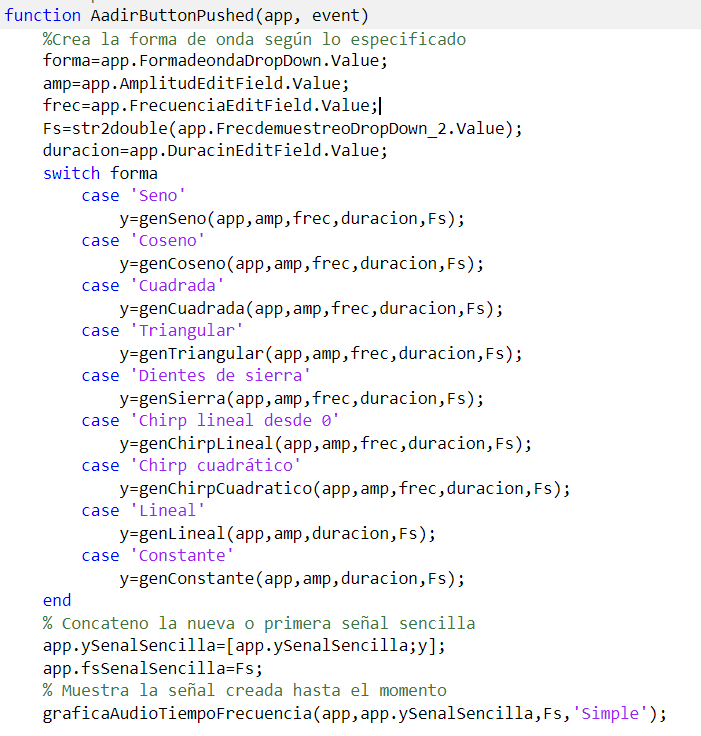 function AadirButtonPushed(app, event)
%Crea la forma de onda según lo especificado
forma=app.FormadeondaDropDown.Value;
amp=app.AmplitudEditField.Value;
frec=app.FrecuenciaEditField.Value;
Fs=str2double(app.FrecdemuestreoDropDown_2.Value);
duracion=app.DuracinEditField.Value;
switch forma
case 'Seno'
y=genSeno(app,amp,frec,duracion,Fs);
case 'Coseno'
y=genCoseno(app,amp,frec,duracion,Fs);
case 'Cuadrada'
y=genCuadrada(app,amp,frec,duracion,Fs);
case 'Triangular'
y=genTriangular(app,amp,frec,duracion,Fs);
case 'Dientes de sierra'
y=genSierra(app,amp,frec,duracion,Fs);
case 'Chirp lineal desde 0'
y=genChirpLineal(app,amp,frec,duracion,Fs);
case 'Chirp cuadrático'
y=genChirpCuadratico(app,amp,frec,duracion,Fs);
case 'Lineal'
y=genLineal(app,amp,duracion,Fs);
case 'Constante'
y=genConstante(app,amp,duracion,Fs);
end
% Concateno la nueva o primera señal sencilla
app.ySenalSencilla=[app.ySenalSencilla;y];
app.fsSenalSencilla=Fs;
% Muestra la señal creada hasta el momento
graficaAudioTiempoFrecuencia(app,app.ySenalSencilla,Fs,'Simple');